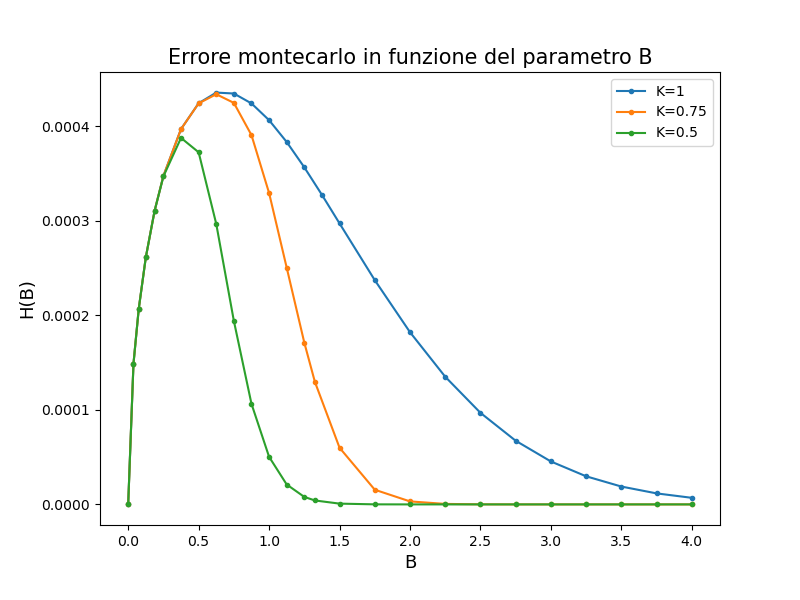 Errore montecarlo in funzione del parametro B
K=1
K=0.75
K=0.5
0.0004
0.0003
0.0002
0.0001
0.0000
H(B)
0.0 0.5 1.0 1.5 2.0 2.5 3.0 3.5 4.0
B